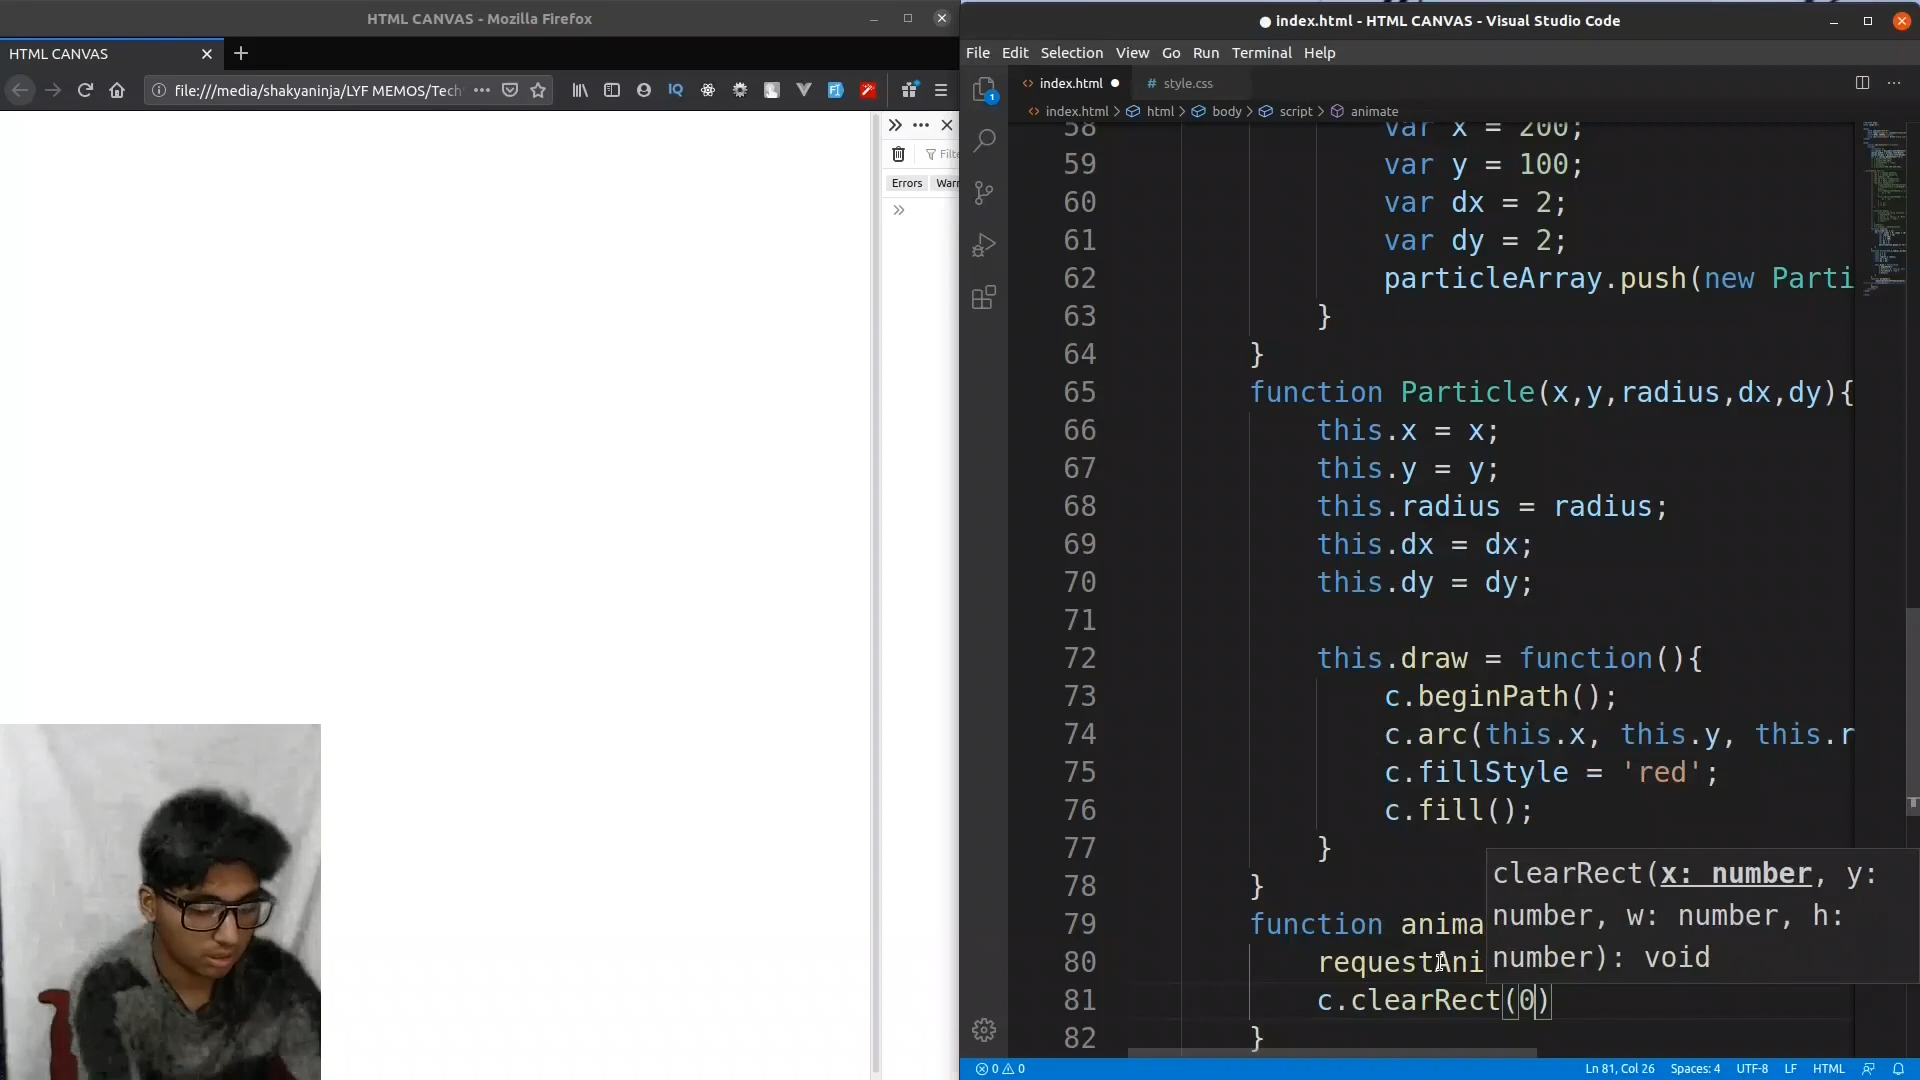 HTML CANVAS - Mozilla Firefox
HTML CANVAS
file:///media/shakyaninja/LYF MEMOS/Tech
Filte
Errors
Warn
index.html - HTML CANVAS - Visual Studio Code
File Edit Selection View Go Run Terminal Help
index.html
# style.css
index.html > html > body > script > animate
58 var x = 200;
59 var y = 100;
60 var dx = 2;
61 var dy = 2;
62 particleArray.push(new Parti
63 }
64 }
65 function Particle(x,y,radius,dx,dy){
66 this.x = x;
67 this.y = y;
68 this.radius = radius;
69 this.dx = dx;
70 this.dy = dy;
71
72 this.draw = function(){
73 c.beginPath();
74 c.arc(this.x, this.y, this.r
75 c.fillStyle = 'red';
76 c.fill();
77 }
78 }
79 function anima
80 requestAni
81 c.clearRect(0)
82 }
clearRect(x: number, y:
number, w: number, h:
number): void
0 0
Ln 81, Col 26
Spaces: 4
UTF-8
LF
HTML